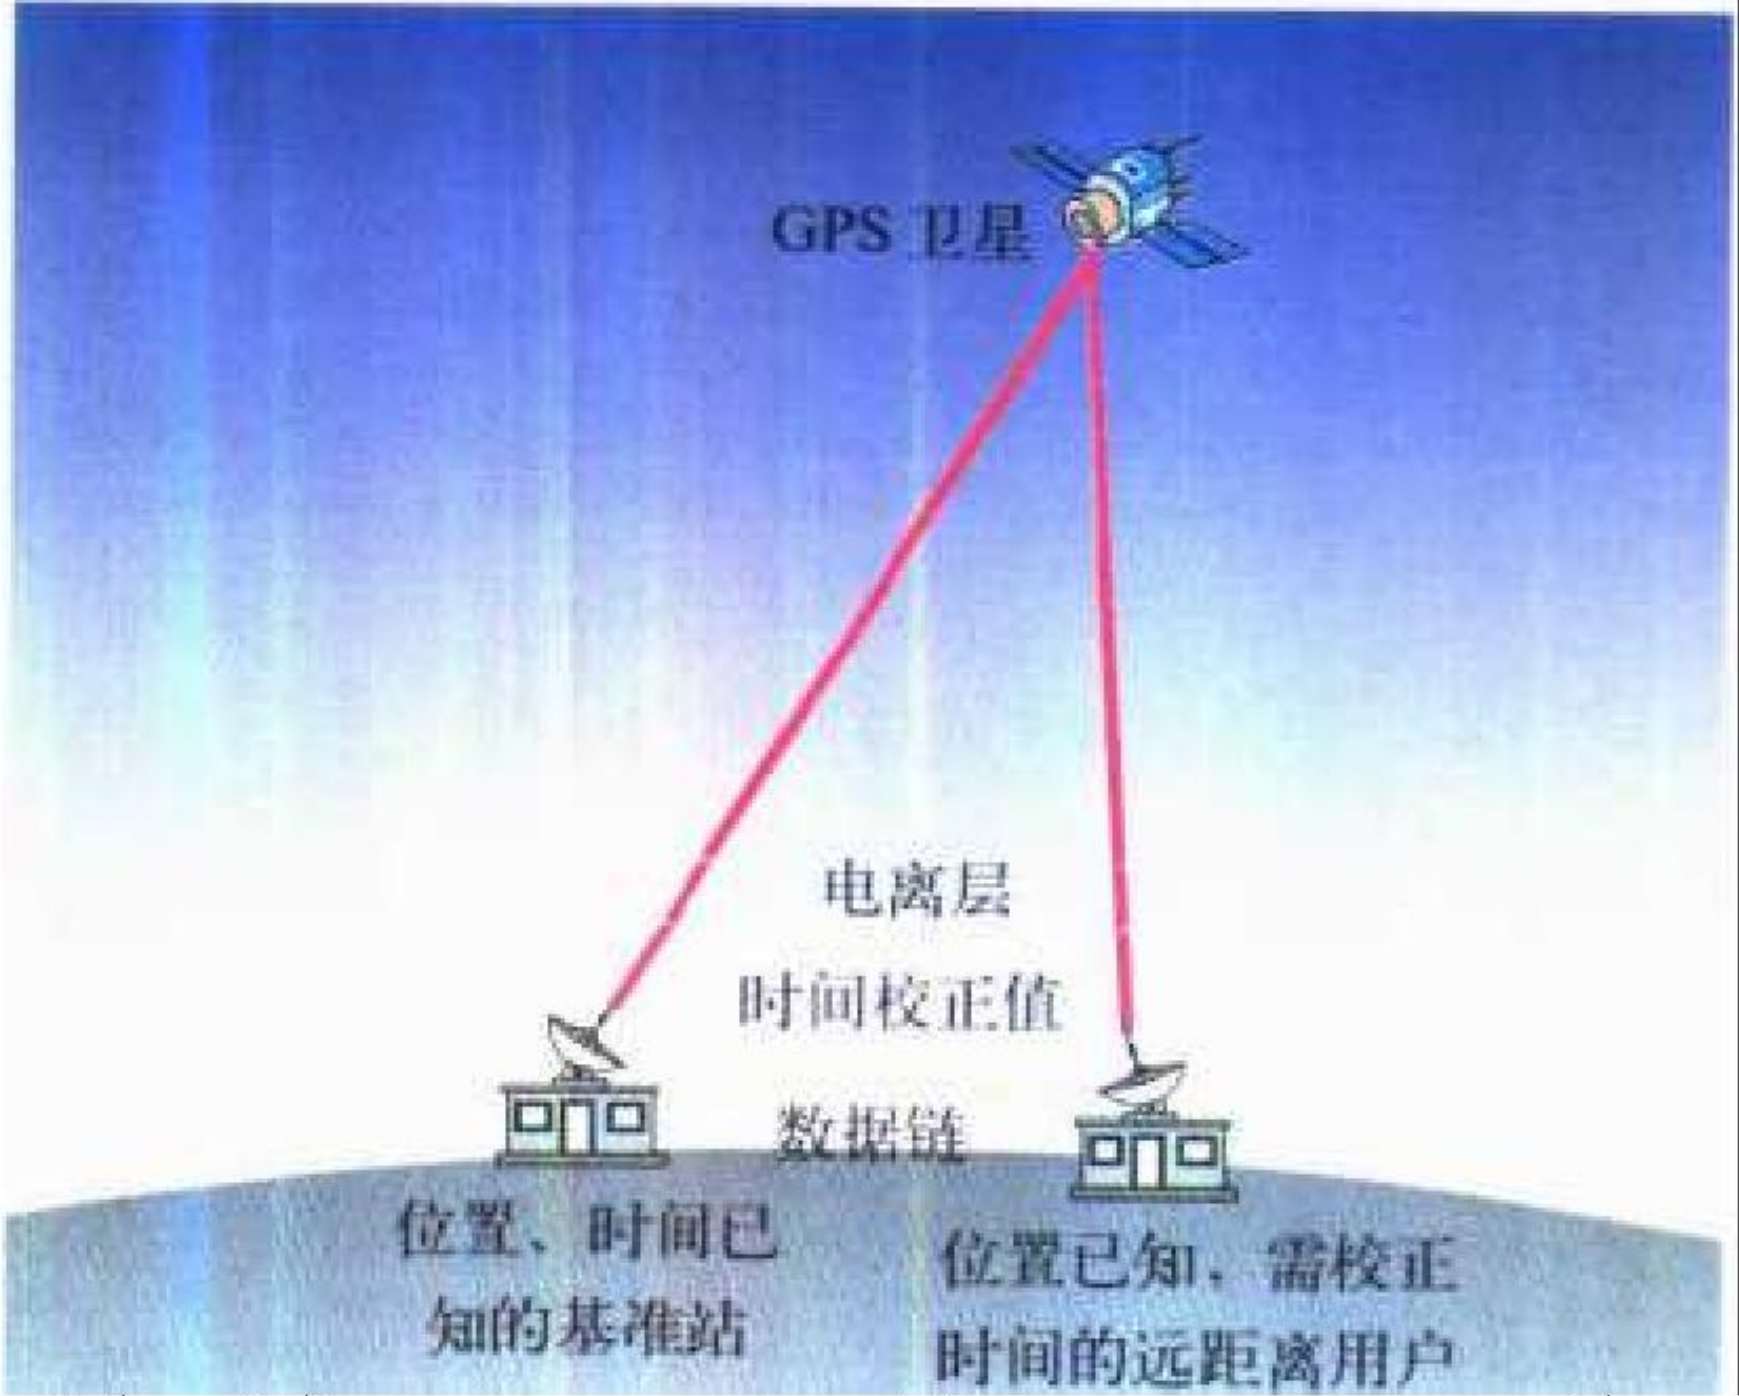 GPS 卫星
电离层
时间校正值
数据链
位置、时间已
知的基准站
位置已知、需校正
时间的远距离用户